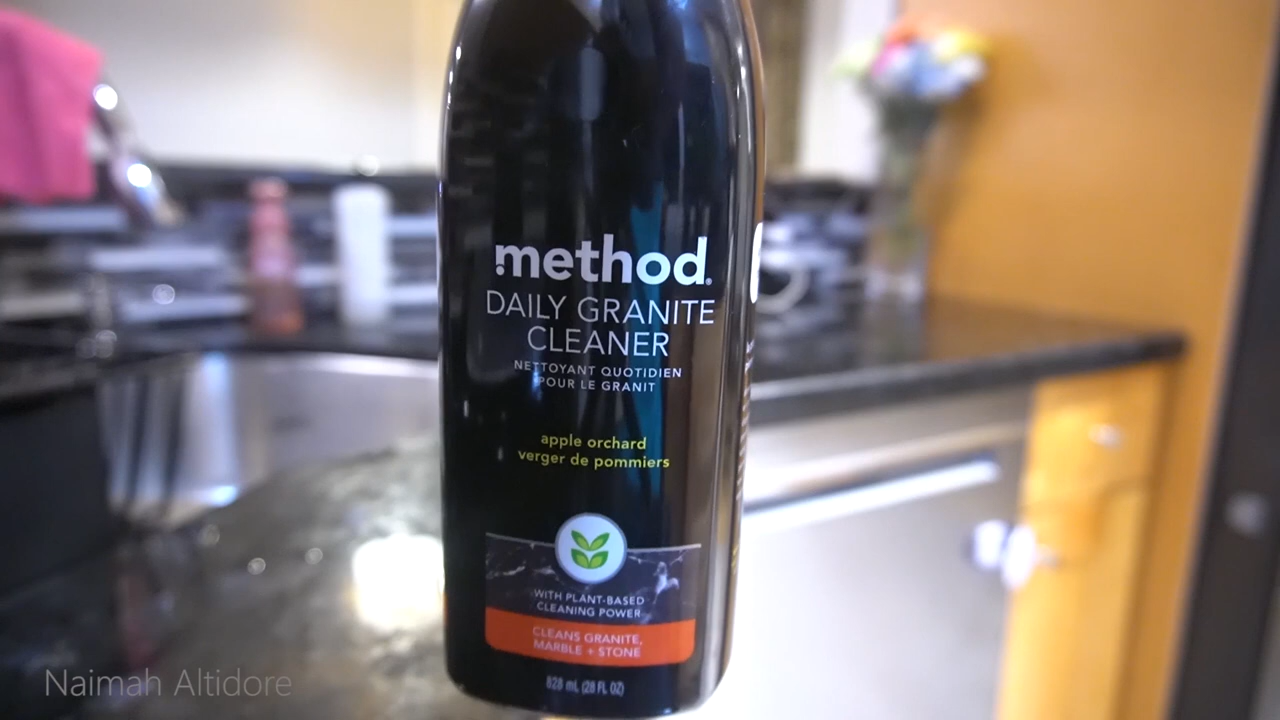 method®
DAILY GRANITE
CLEANER
NETTOYANT QUOTIDIEN
POUR LE GRANIT
apple orchard
verger de pommiers
WITH PLANT-BASED
CLEANING POWER
CLEANS GRANITE,
MARBLE + STONE
828 mL (28 FL OZ)
Naimah Altidore